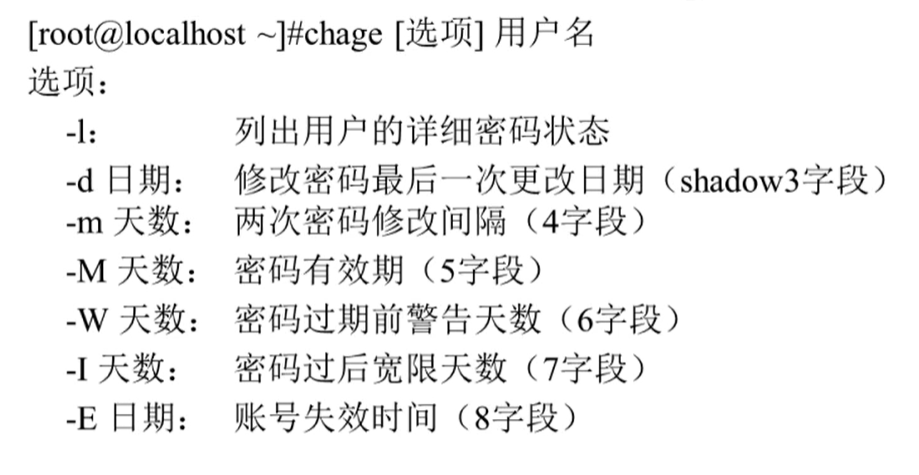 [root@localhost ~]#chage [选项] 用户名
选项：
-l： 列出用户的详细密码状态
-d 日期： 修改密码最后一次更改日期（shadow3字段）
-m 天数： 两次密码修改间隔（4字段）
-M 天数： 密码有效期（5字段）
-W 天数： 密码过期前警告天数（6字段）
-I 天数： 密码过后宽限天数（7字段）
-E 日期： 账号失效时间（8字段）